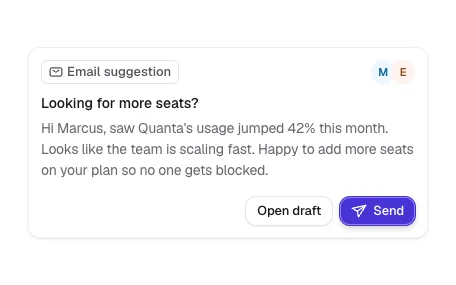 Email suggestion
M E
Looking for more seats?
Hi Marcus, saw Quanta's usage jumped 42% this month.
Looks like the team is scaling fast. Happy to add more seats
on your plan so no one gets blocked.
Open draft
Send